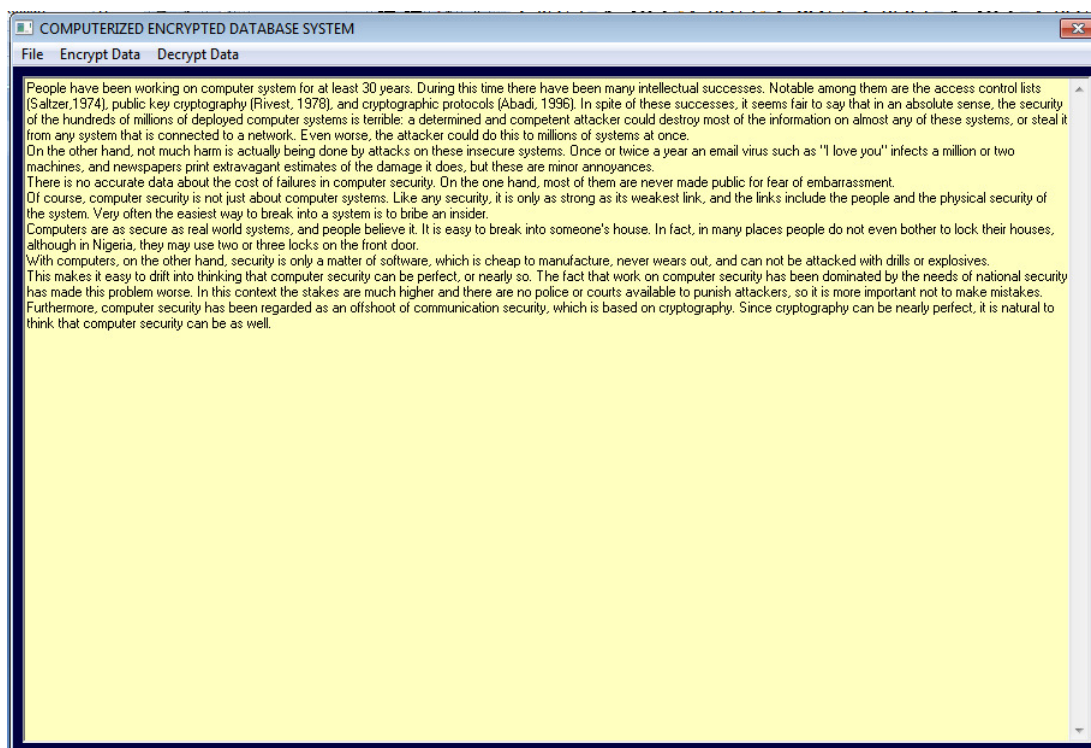 COMPUTERIZED ENCRYPTED DATABASE SYSTEM
File Encrypt Data Decrypt Data
People have been working on computer system for at least 30 years. During this time there have been many intellectual successes. Notable among them are the access control lists
(Saltzer,1974), public key cryptography (Rivest, 1978), and cryptographic protocols (Abadi, 1996). In spite of these successes, it seems fair to say that in an absolute sense, the security
of the hundreds of millions of deployed computer systems is terrible: a determined and competent attacker could destroy most of the information on almost any of these systems, or steal it
from any system that is connected to a network. Even worse, the attacker could do this to millions of systems at once.
On the other hand, not much harm is actually being done by attacks on these insecure systems. Once or twice a year an email virus such as "I love you" infects a million or two
machines, and newspapers print extravagant estimates of the damage it does, but these are minor annoyances.
There is no accurate data about the cost of failures in computer security. On the one hand, most of them are never made public for fear of embarrassment.
Of course, computer security is not just about computer systems. Like any security, it is only as strong as its weakest link, and the links include the people and the physical security of
the system. Very often the easiest way to break into a system is to bribe an insider.
Computers are as secure as real world systems, and people believe it. It is easy to break into someone's house. In fact, in many places people do not even bother to lock their houses,
although in Nigeria, they may use two or three locks on the front door.
With computers, on the other hand, security is only a matter of software, which is cheap to manufacture, never wears out, and can not be attacked with drills or explosives.
This makes it easy to drift into thinking that computer security can be perfect, or nearly so. The fact that work on computer security has been dominated by the needs of national security
has made this problem worse. In this context the stakes are much higher and there are no police or courts available to punish attackers, so it is more important not to make mistakes.
Furthermore, computer security has been regarded as an offshoot of communication security, which is based on cryptography. Since cryptography can be nearly perfect, it is natural to
think that computer security can be as well.